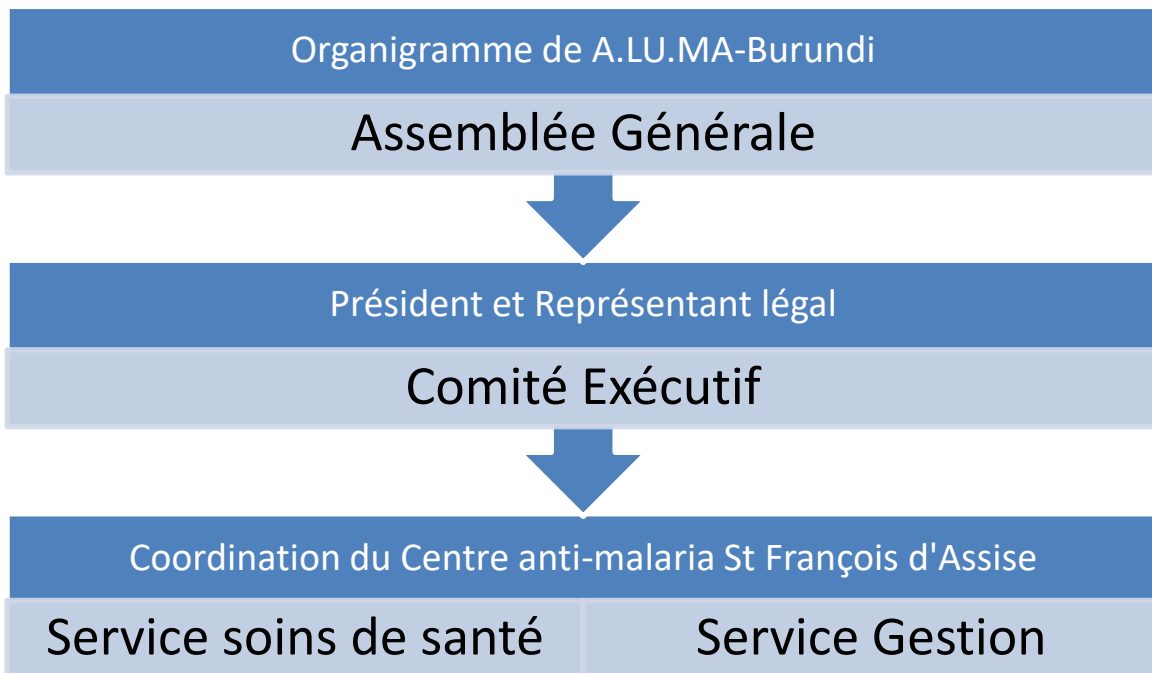 Organigramme de A.LU.MA-Burundi
Assemblée Générale
Président et Représentant légal
Comité Exécutif
Coordination du Centre anti-malaria St François d'Assise
Service soins de santé
Service Gestion